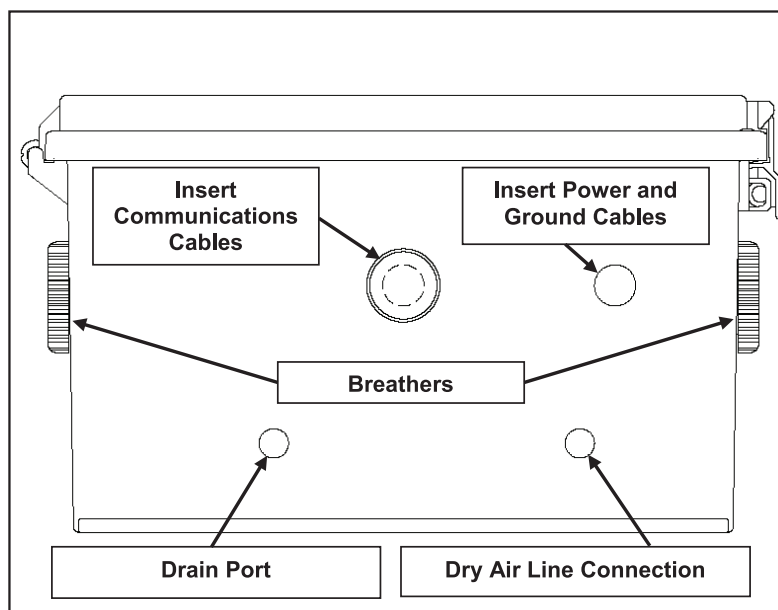 Insert
Communications
Cables
Insert Power and
Ground Cables
Breathers
Drain Port
Dry Air Line Connection